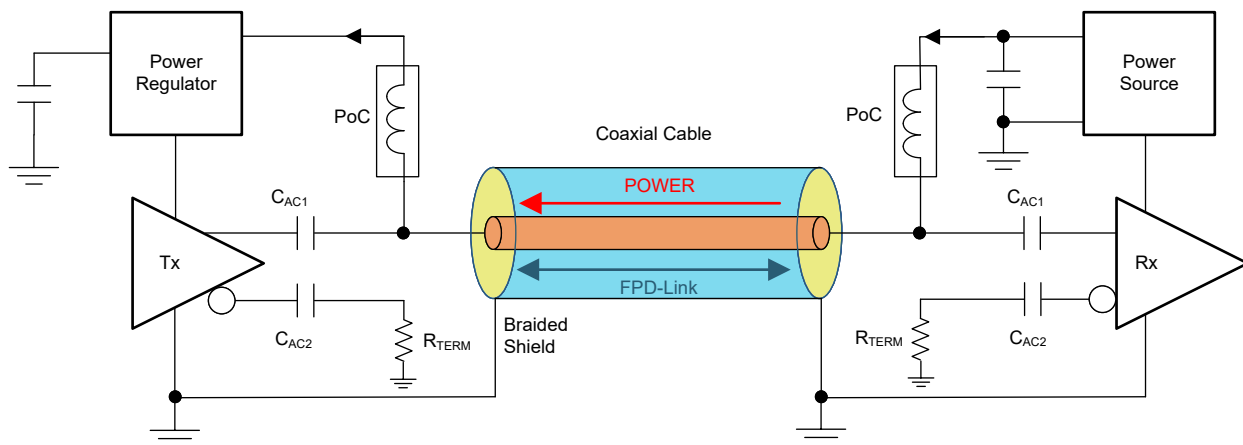 Power
Regulator
PoC
Coaxial Cable
PoC
Power
Source
POWER
CAC1
CAC1
Tx
FPD-Link
Rx
CAC2
RTERM
Braided
Shield
RTERM
CAC2